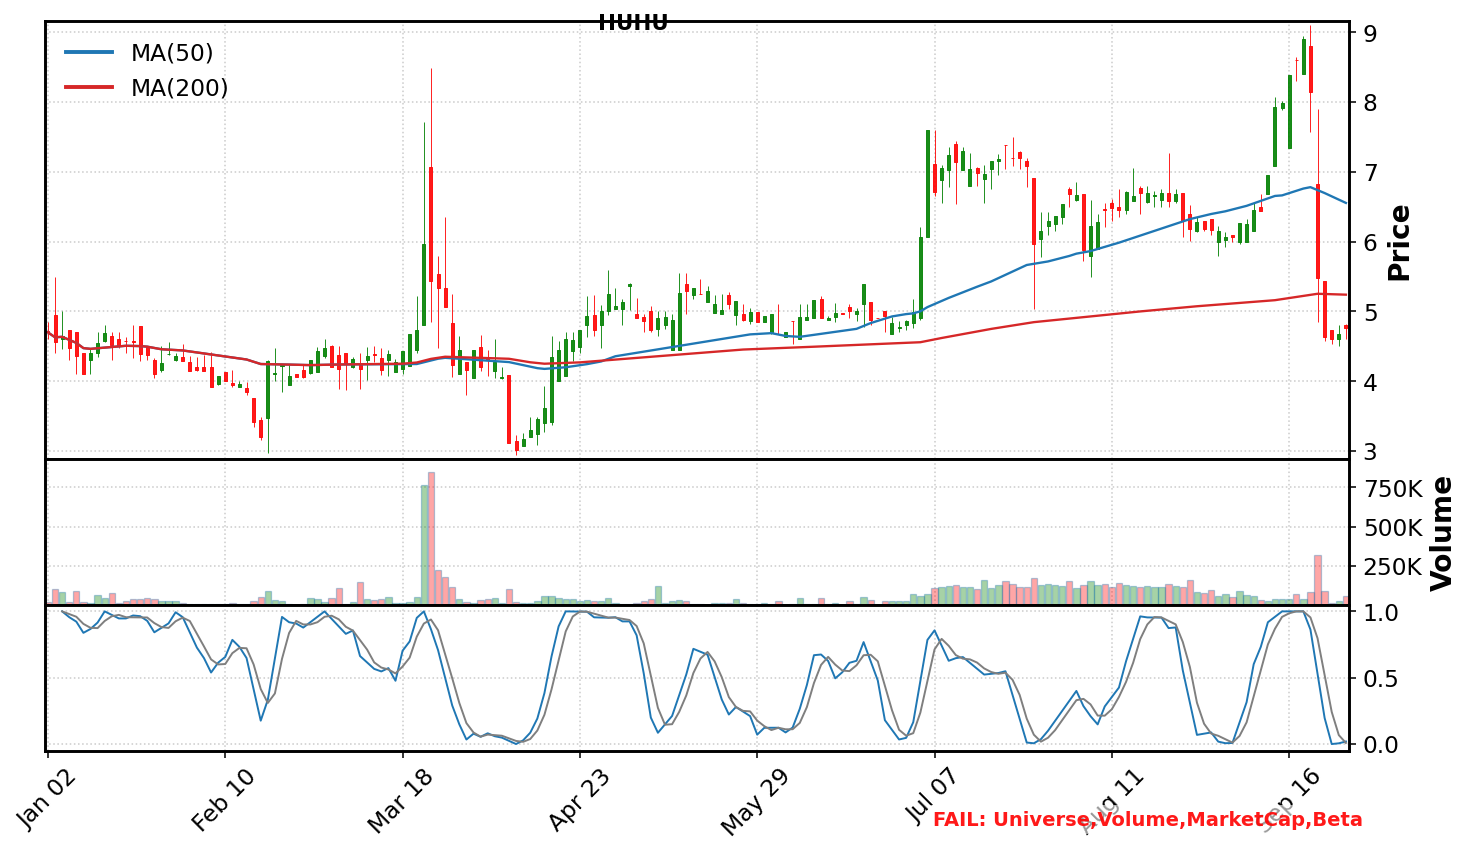 HUHU
MA(50)
MA(200)
9
8
7
6
5
4
3
Price
750K
500K
250K
Volume
1.0
0.5
0.0
Jan 02
Feb 10
Mar 18
Apr 23
May 29
Jul 07
Aug 11
Sep 16
FAIL: Universe,Volume,MarketCap,Beta